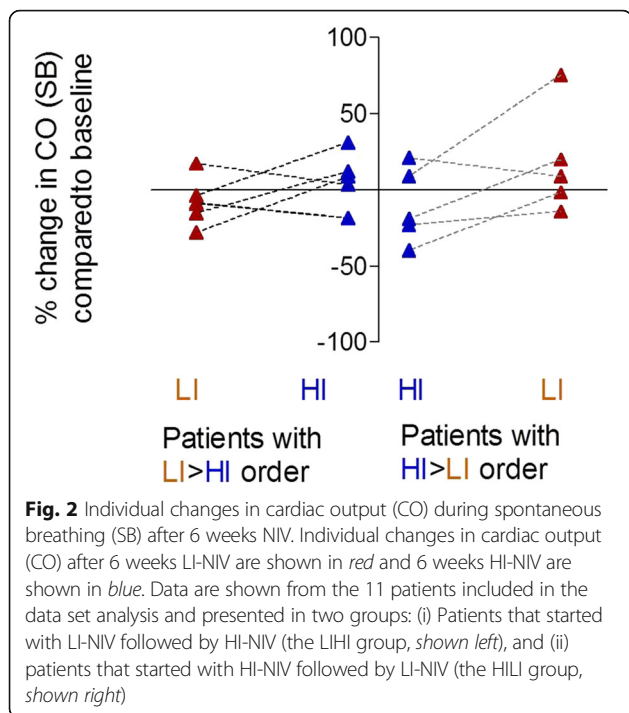 % change in CO (SB)
comparedto baseline
100
50
-50
-100
LI
HI
HI
LI
Patients with
LI>HI order
Patients with
HI>LI order
Fig. 2 Individual changes in cardiac output (CO) during spontaneous
breathing (SB) after 6 weeks NIV. Individual changes in cardiac output
(CO) after 6 weeks LI-NIV are shown in red and 6 weeks HI-NIV are
shown in blue. Data are shown from the 11 patients included in the
data set analysis and presented in two groups: (i) Patients that started
with LI-NIV followed by HI-NIV (the LIHI group, shown left), and (ii)
patients that started with HI-NIV followed by LI-NIV (the HILI group,
shown right)